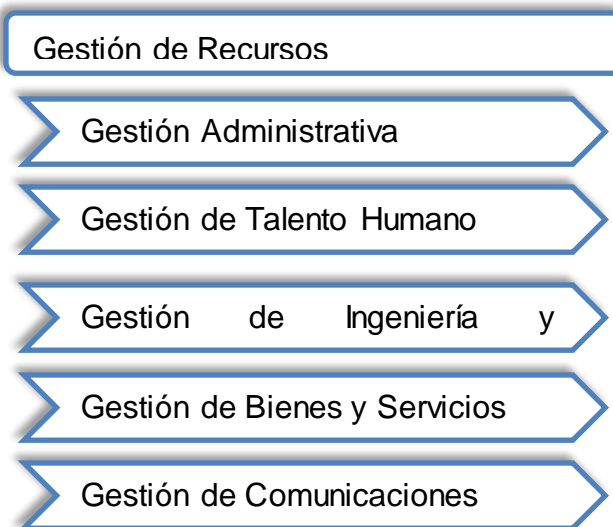 Gestión de Recursos
Gestión Administrativa
Gestión de Talento Humano
Gestión de Ingeniería y
Gestión de Bienes y Servicios
Gestión de Comunicaciones